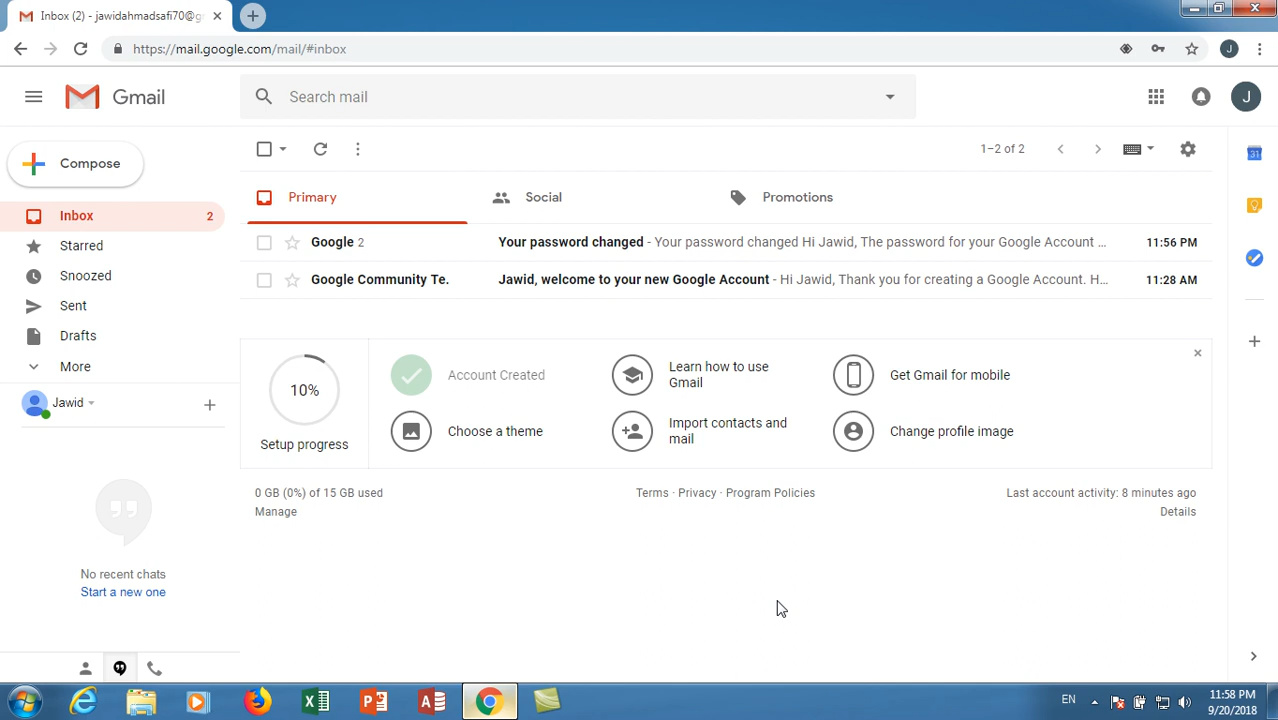 Inbox (2) - jawidahmadsafi70@g
https://mail.google.com/mail/#inbox
J
Gmail
Search mail
J
Compose
1–2 of 2
31
Inbox 2
Primary
Social
Promotions
Starred
Google 2 Your password changed - Your password changed Hi Jawid, The password for your Google Account ... 11:56 PM
Snoozed
Google Community Te. Jawid, welcome to your new Google Account - Hi Jawid, Thank you for creating a Google Account. H... 11:28 AM
Sent
Drafts
More
Jawid
10%
Setup progress
Account Created
Learn how to use
Gmail
Get Gmail for mobile
Choose a theme
Import contacts and
mail
Change profile image
0 GB (0%) of 15 GB used
Manage
Terms · Privacy · Program Policies
Last account activity: 8 minutes ago
Details
No recent chats
Start a new one
EN
11:58 PM
9/20/2018